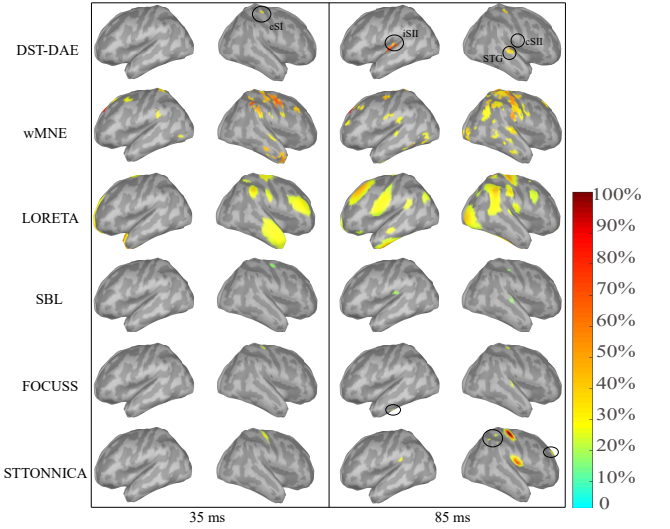 DST-DAE
cSI
iSII
cSII
STG
wMNE
LORETA
SBL
FOCUSS
STTONNICA
100%
90%
80%
70%
60%
50%
40%
30%
20%
10%
0
35 ms
85 ms